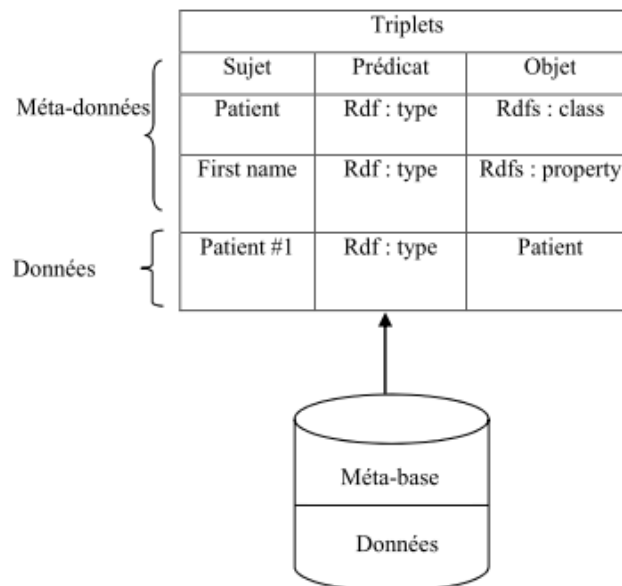 Triplets
Sujet Prédicat Objet
Méta-données
Patient Rdf : type Rdfs : class
First name Rdf : type Rdfs : property
Données
Patient #1 Rdf : type Patient
Méta-base
Données